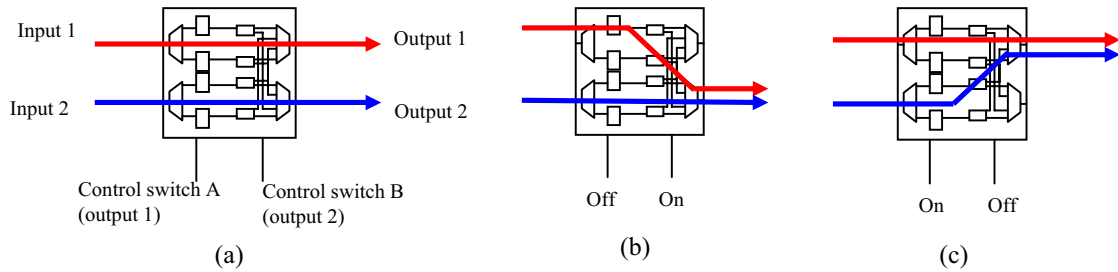 Input 1
Output 1
Input 2
Output 2
Control switch A
(output 1)
Control switch B
(output 2)
(a)
Off
On
(b)
On
Off
(c)